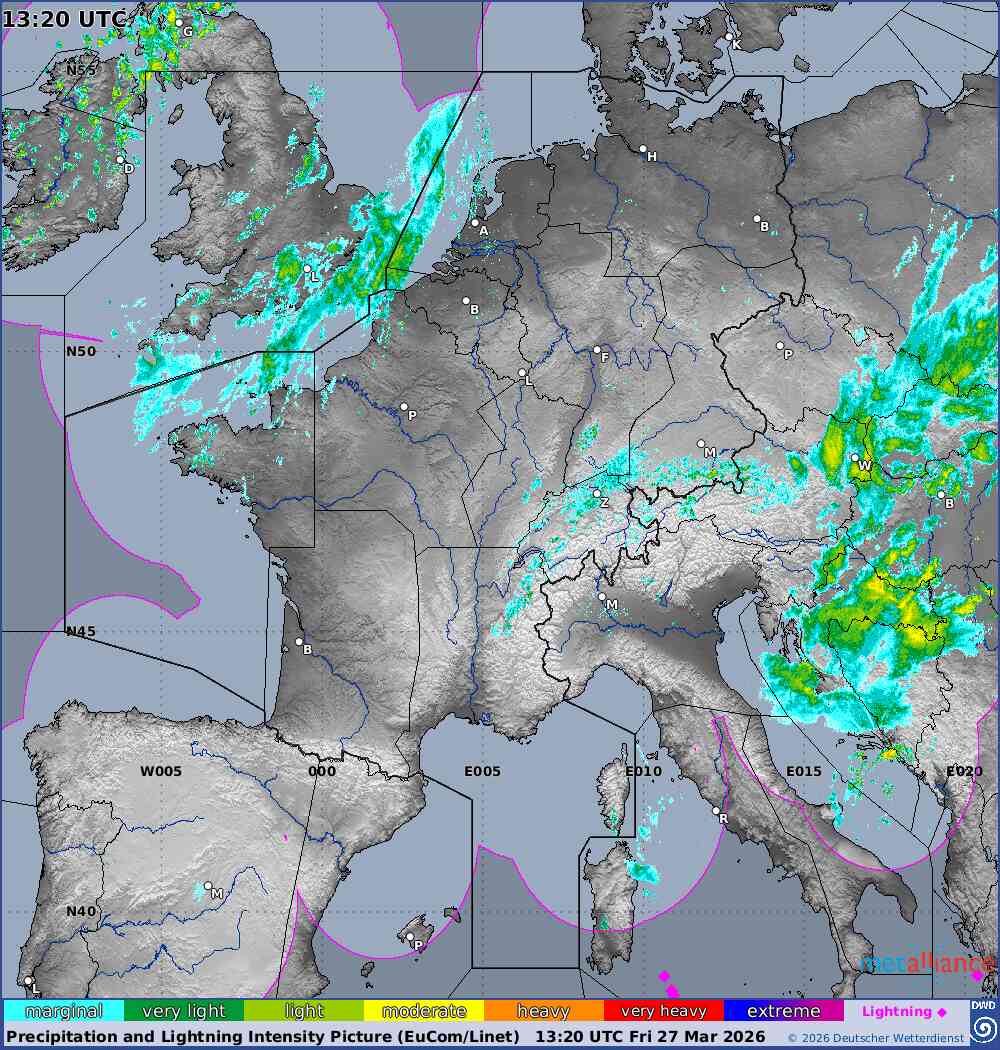 13:20 UTC
G
K
N55
D
H
A
B
L
B
N50
F
P
L
P
M
W
Z
B
M
N45
B
W005
000
E005
E010
E015
E020
R
M
N40
P
metalliance
L
marginal very light light moderate heavy very heavy extreme Lightning
DWD
Precipitation and Lightning Intensity Picture (EuCom/Linet) 13:20 UTC Fri 27 Mar 2026 © 2026 Deutscher Wetterdienst